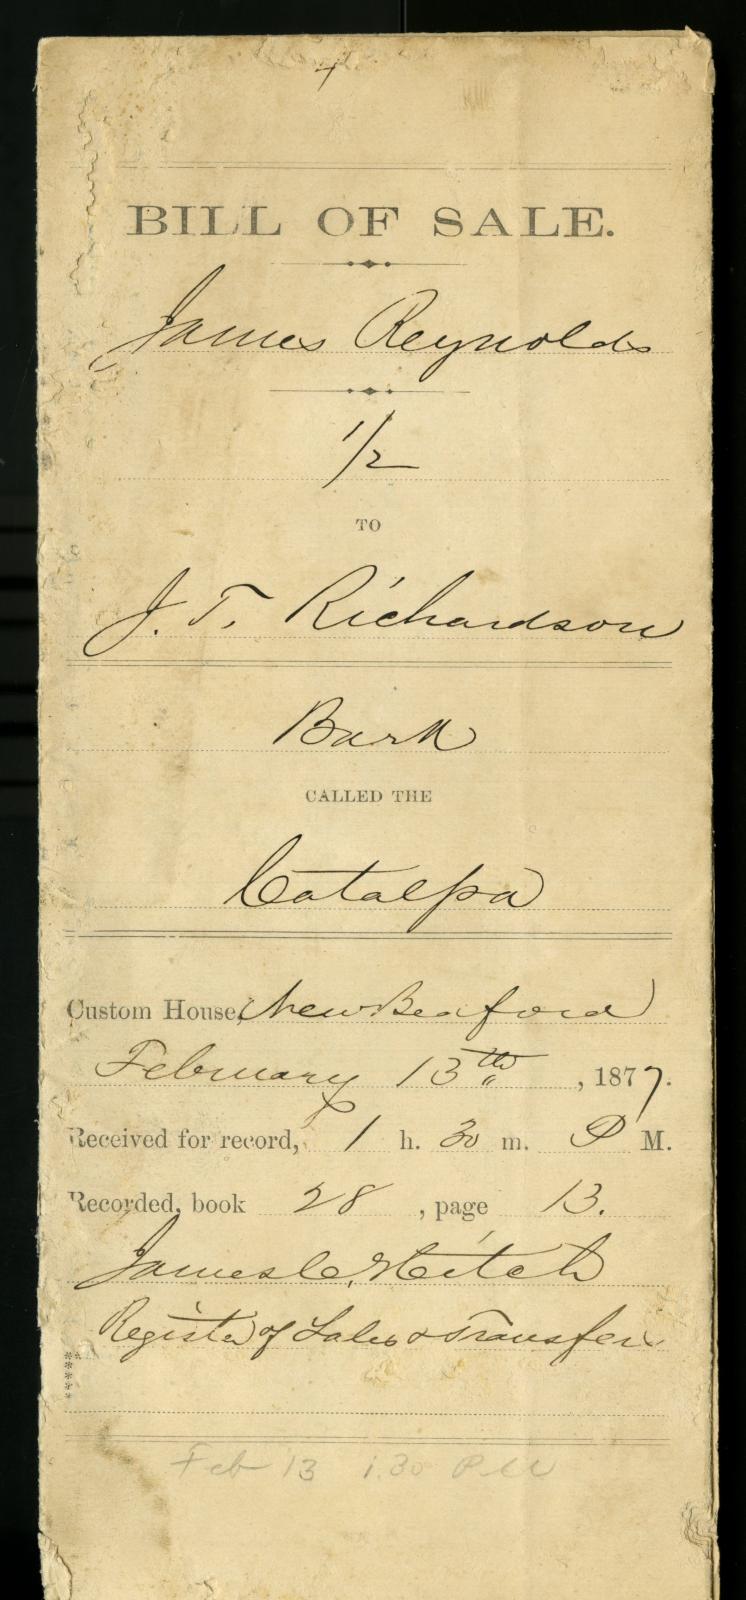 BILL OF SALE.
James Reynolds
1/2
TO
J. T. Richardson
Bark
CALLED THE
Catalpa
Custom House, New Bedford
February 13th, 1877.
Received for record, 1 h. 30 m. P M.
Recorded, book 28, page 13.
James C. Hitch
Register of Sales & Transfers
Feb 13 1.30 PM